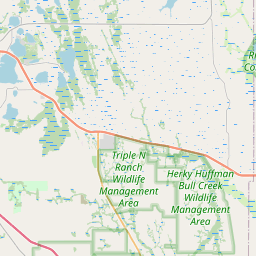 Triple N
Ranch
Wildlife
Management
Area
Herky Huffman
Bull Creek
Wildlife
Management
Area